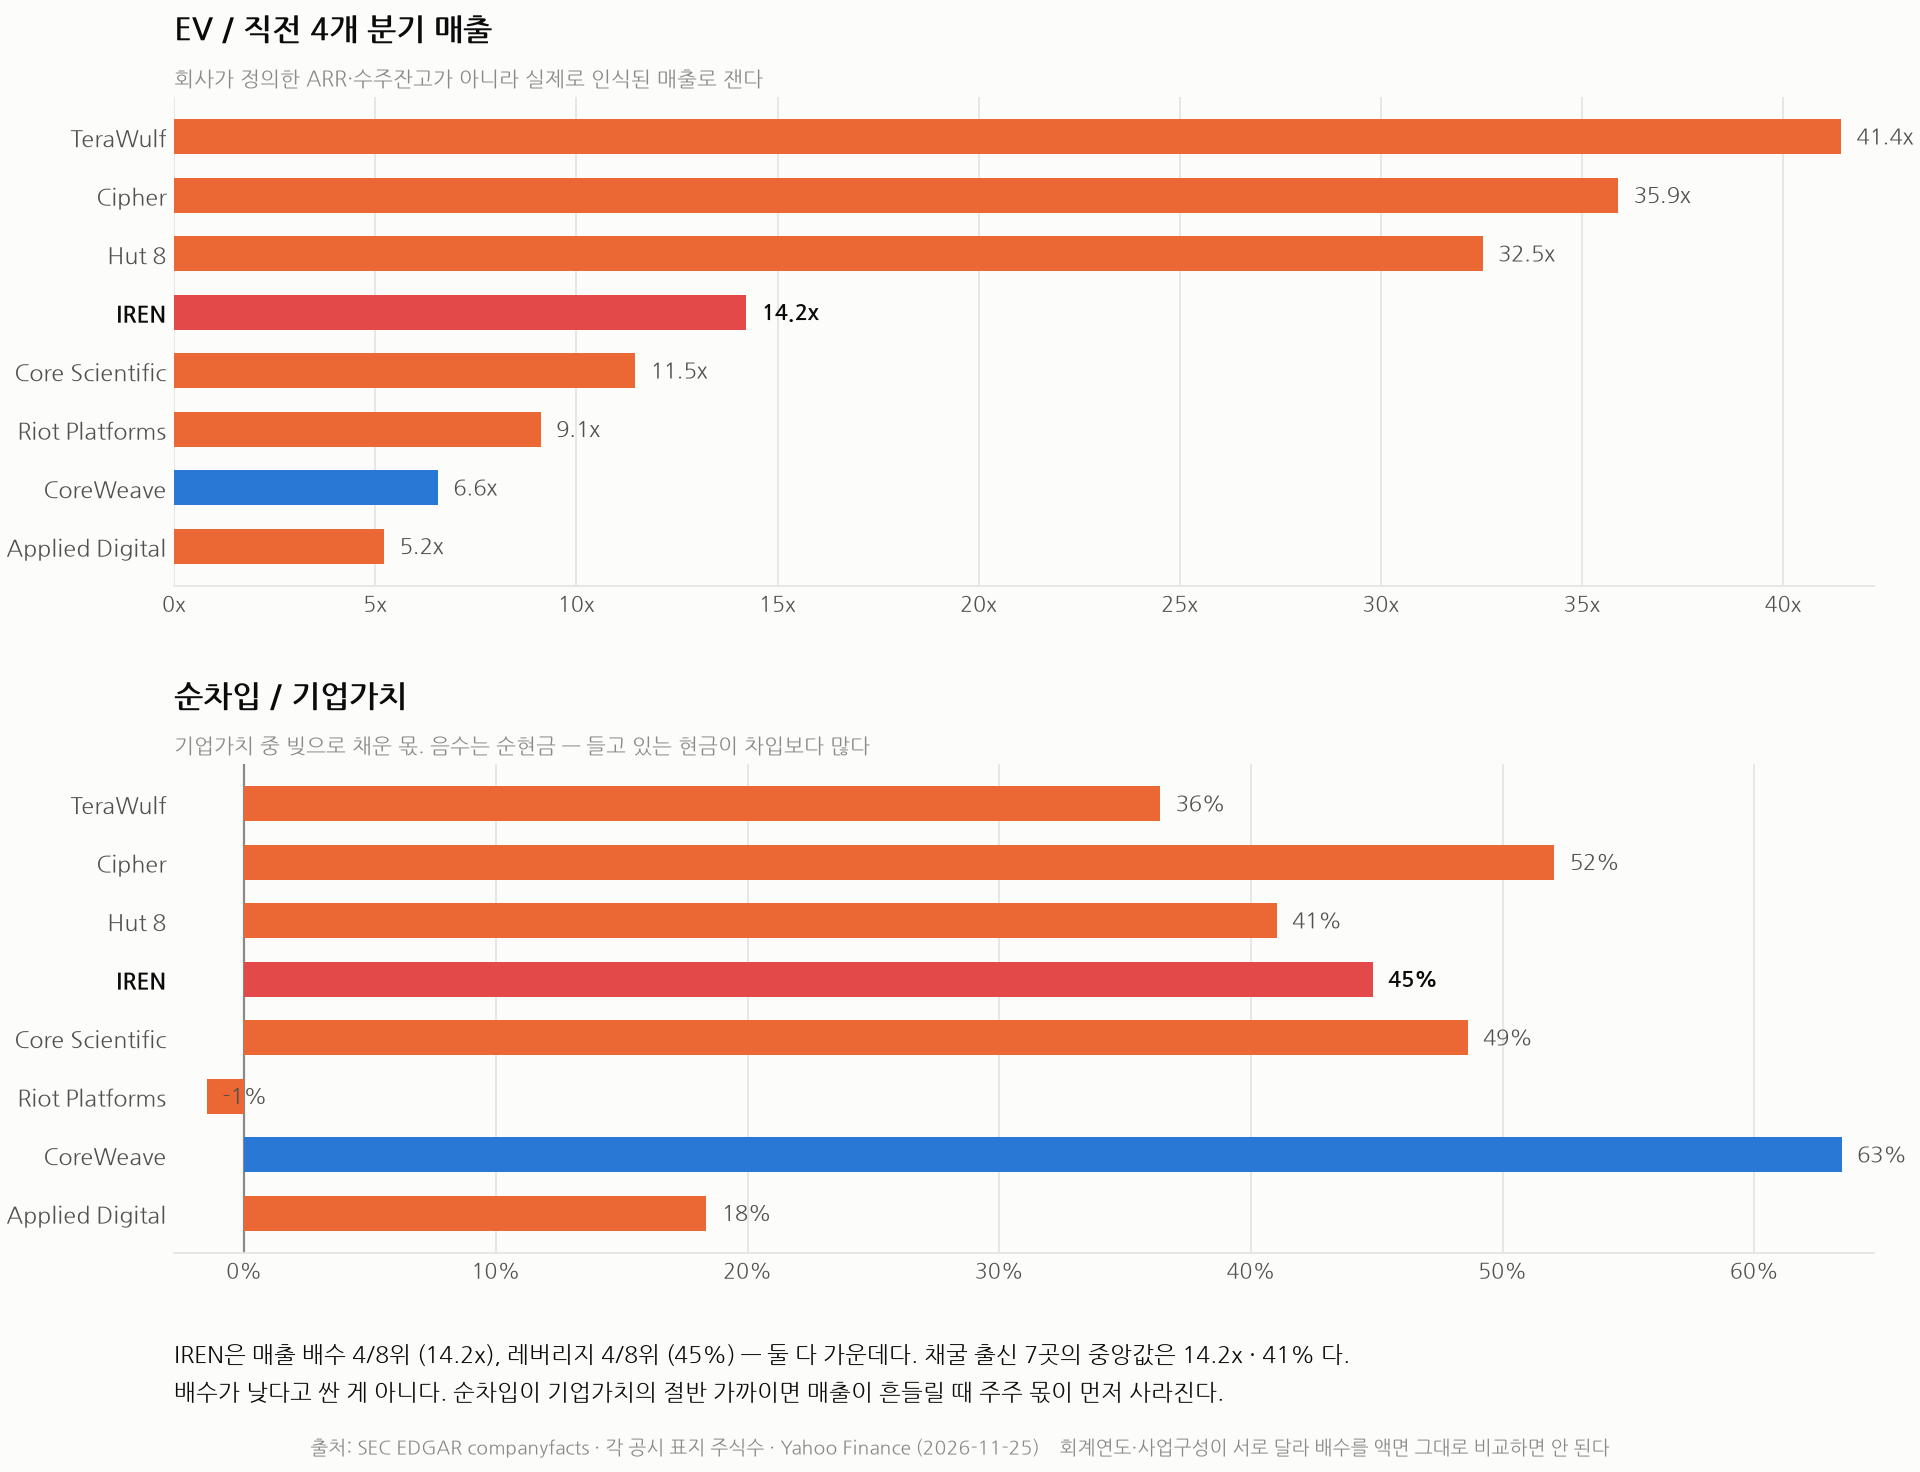 EV / 직전 4개 분기 매출
회사가 정의한 ARR·수주잔고가 아니라 실제로 인식된 매출로 잰다
TeraWulf 41.4x
Cipher 35.9x
Hut 8 32.5x
IREN 14.2x
Core Scientific 11.5x
Riot Platforms 9.1x
CoreWeave 6.6x
Applied Digital 5.2x
0x 5x 10x 15x 20x 25x 30x 35x 40x
순차입 / 기업가치
기업가치 중 빚으로 채운 몫. 음수는 순현금 — 들고 있는 현금이 차입보다 많다
TeraWulf 36%
Cipher 52%
Hut 8 41%
IREN 45%
Core Scientific 49%
Riot Platforms -1%
CoreWeave 63%
Applied Digital 18%
0% 10% 20% 30% 40% 50% 60%
IREN은 매출 배수 4/8위 (14.2x), 레버리지 4/8위 (45%) — 둘 다 가운데다. 채굴 출신 7곳의 중앙값은 14.2x · 41% 다.
배수가 낮다고 싼 게 아니다. 순차입이 기업가치의 절반 가까이면 매출이 흔들릴 때 주주 몫이 먼저 사라진다.
출처: SEC EDGAR companyfacts · 각 공시 표지 주식수 · Yahoo Finance (2026-11-25) 회계연도·사업구성이 서로 달라 배수를 액면 그대로 비교하면 안 된다